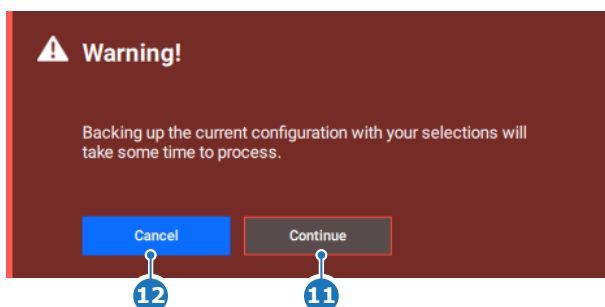 Warning!
Backing up the current configuration with your selections will
take some time to process.
Cancel
Continue
12
11